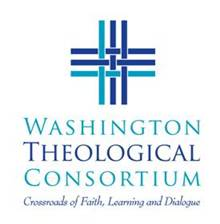 WASHINGTON
THEOLOGICAL
CONSORTIUM
Crossroads of Faith, Learning and Dialogue